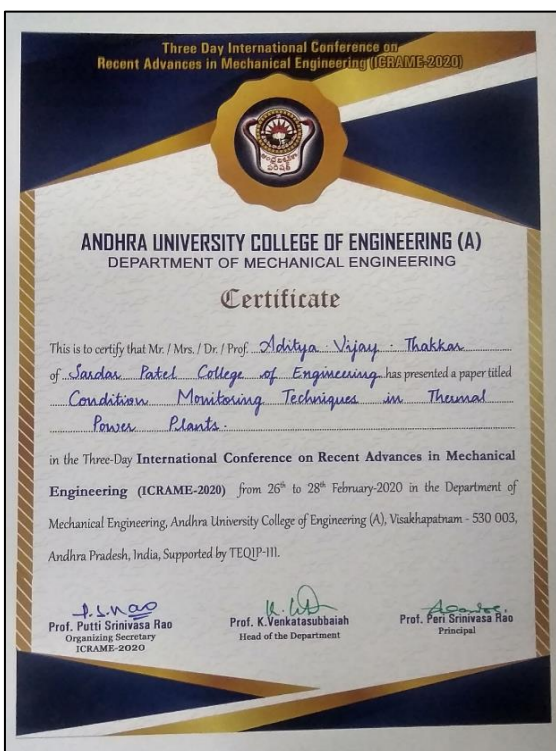 Three Day International Conference on
Recent Advances in Mechanical Engineering (ICRAME-2020)
ANDHRA UNIVERSITY COLLEGE OF ENGINEERING (A)
DEPARTMENT OF MECHANICAL ENGINEERING
Certificate
This is to certify that Mr. / Mrs. / Dr. / Prof. Aditya Vijay Thakkar
of Sardar Patel College of Engineering has presented a paper titled
Condition Monitoring Techniques in Thermal
Power Plants.
in the Three-Day International Conference on Recent Advances in Mechanical
Engineering (ICRAME-2020) from 26th to 28th February-2020 in the Department of
Mechanical Engineering, Andhra University College of Engineering (A), Visakhapatnam - 530 003,
Andhra Pradesh, India, Supported by TEQIP-III.
P.S. Rao
Prof. Putti Srinivasa Rao
Organizing Secretary
ICRAME-2020
Prof. K.Venkatasubbaiah
Head of the Department
Prof. Peri Srinivasa Rao
Principal